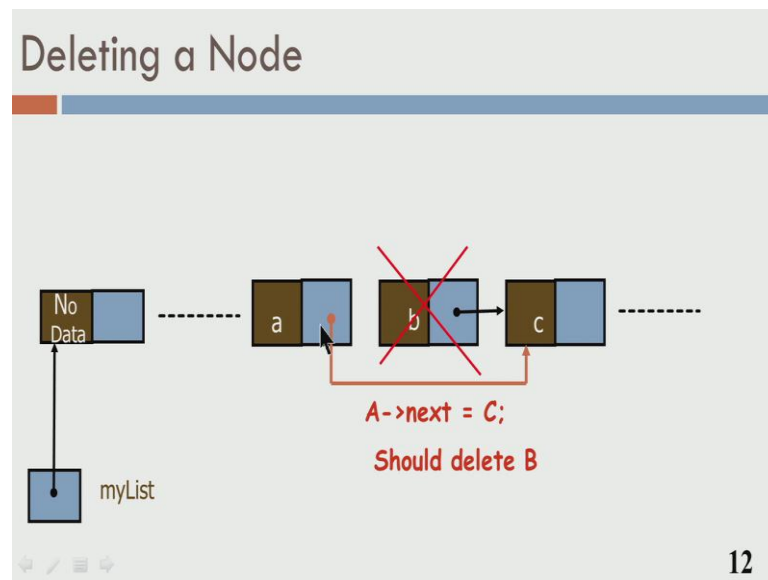 Deleting a Node
No
Data
a
b
c
A->next = C;
Should delete B
myList
12